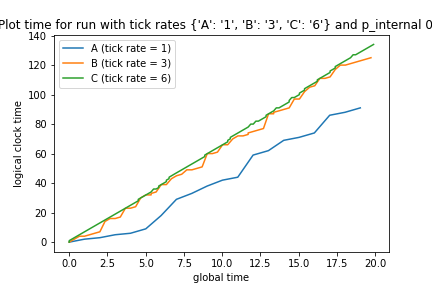 Plot time for run with tick rates {'A': '1', 'B': '3', 'C': '6'} and p_internal 0
A (tick rate = 1)
B (tick rate = 3)
C (tick rate = 6)
140
120
100
80
60
40
20
0
logical clock time
0.0 2.5 5.0 7.5 10.0 12.5 15.0 17.5 20.0
global time